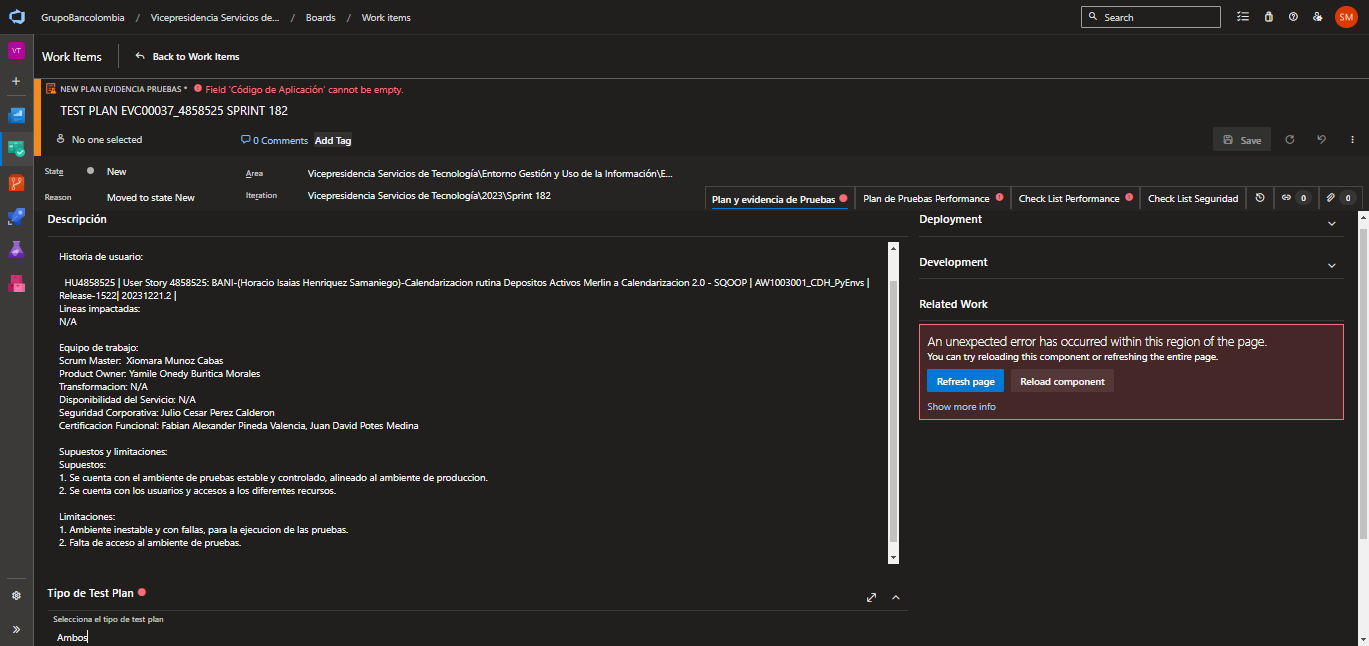 GrupoBancolombia / Vicepresidencia Servicios de... / Boards / Work items
Search
SM
VT
Work Items
Back to Work Items
NEW PLAN EVIDENCIA PRUEBAS * Field 'Código de Aplicación' cannot be empty.
TEST PLAN EVC00037_4858525 SPRINT 182
No one selected
0 Comments
Add Tag
Save
State
New
Area
Vicepresidencia Servicios de Tecnología\Entorno Gestión y Uso de la Información\E...
Reason
Moved to state New
Iteration
Vicepresidencia Servicios de Tecnología\2023\Sprint 182
Plan y evidencia de Pruebas
Plan de Pruebas Performance
Check List Performance
Check List Seguridad
0
0
Descripción
Historia de usuario:
HU4858525 | User Story 4858525: BANI-(Horacio Isaias Henriquez Samaniego)-Calendarizacion rutina Depositos Activos Merlin a Calendarizacion 2.0 - SQOOP | AW1003001_CDH_PyEnvs |
Release-1522| 20231221.2 |
Lineas impactadas:
N/A
Equipo de trabajo:
Scrum Master:  Xiomara Munoz Cabas
Product Owner: Yamile Onedy Buritica Morales
Transformacion: N/A
Disponibilidad del Servicio: N/A
Seguridad Corporativa: Julio Cesar Perez Calderon
Certificacion Funcional: Fabian Alexander Pineda Valencia, Juan David Potes Medina
Supuestos y limitaciones:
Supuestos:
1. Se cuenta con el ambiente de pruebas estable y controlado, alineado al ambiente de produccion.
2. Se cuenta con los usuarios y accesos a los diferentes recursos.
Limitaciones:
1. Ambiente inestable y con fallas, para la ejecucion de las pruebas.
2. Falta de acceso al ambiente de pruebas.
Tipo de Test Plan
Selecciona el tipo de test plan
Ambos
Deployment
Development
Related Work
An unexpected error has occurred within this region of the page.
You can try reloading this component or refreshing the entire page.
Refresh page
Reload component
Show more info